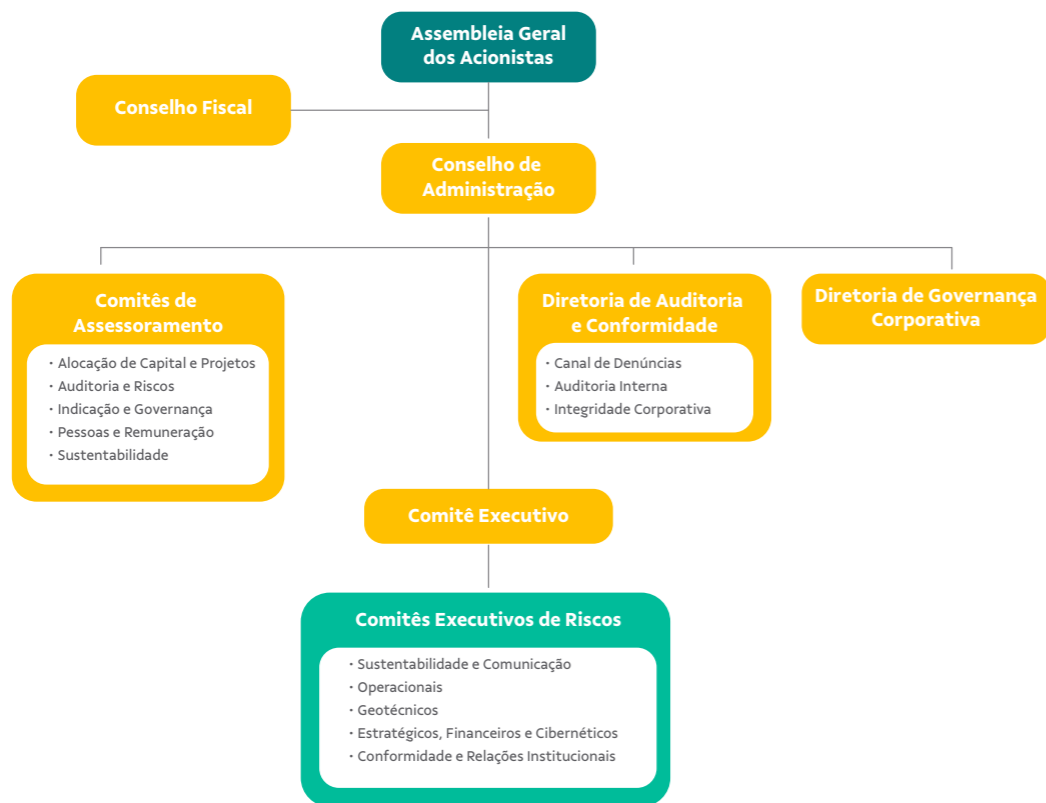 Assembleia Geral
dos Acionistas
Conselho Fiscal
Conselho de
Administração
Comitês de
Assessoramento
· Alocação de Capital e Projetos
· Auditoria e Riscos
· Indicação e Governança
· Pessoas e Remuneração
· Sustentabilidade
Diretoria de Auditoria
e Conformidade
· Canal de Denúncias
· Auditoria Interna
· Integridade Corporativa
Diretoria de Governança
Corporativa
Comitê Executivo
Comitês Executivos de Riscos
· Sustentabilidade e Comunicação
· Operacionais
· Geotécnicos
· Estratégicos, Financeiros e Cibernéticos
· Conformidade e Relações Institucionais